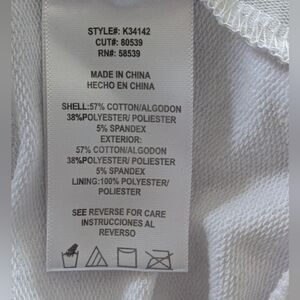 STYLE#: K34142
CUT#: 80539
RN#: 58539
MADE IN CHINA
HECHO EN CHINA
SHELL:57% COTTON/ALGODON
38%POLYESTER/ POLIESTER
5% SPANDEX
EXTERIOR:
57% COTTON/ALGODON
38%POLYESTER/ POLIESTER
5% SPANDEX
LINING:100% POLYESTER/
POLIESTER
SEE REVERSE FOR CARE
INSTRUCCIONES AL
REVERSO